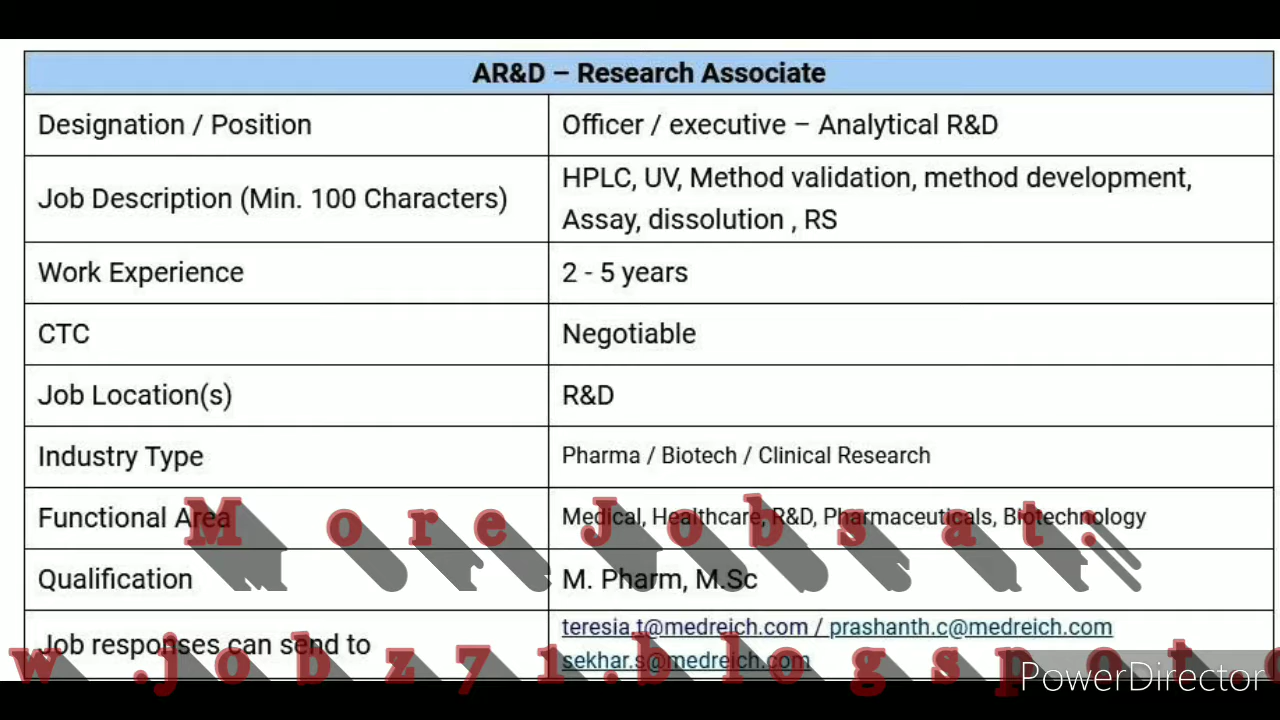 AR&D – Research Associate
Designation / Position
Officer / executive – Analytical R&D
Job Description (Min. 100 Characters)
HPLC, UV, Method validation, method development,
Assay, dissolution , RS
Work Experience
2 - 5 years
CTC
Negotiable
Job Location(s)
R&D
Industry Type
Pharma / Biotech / Clinical Research
Functional Area
Medical, Healthcare, R&D, Pharmaceuticals, Biotechnology
More Jobs at:
Qualification
M. Pharm, M.Sc
Job responses can send to
teresia.t@medreich.com / prashanth.c@medreich.com
sekhar.s@medreich.com
w.jobz71.blogspot.
PowerDirector